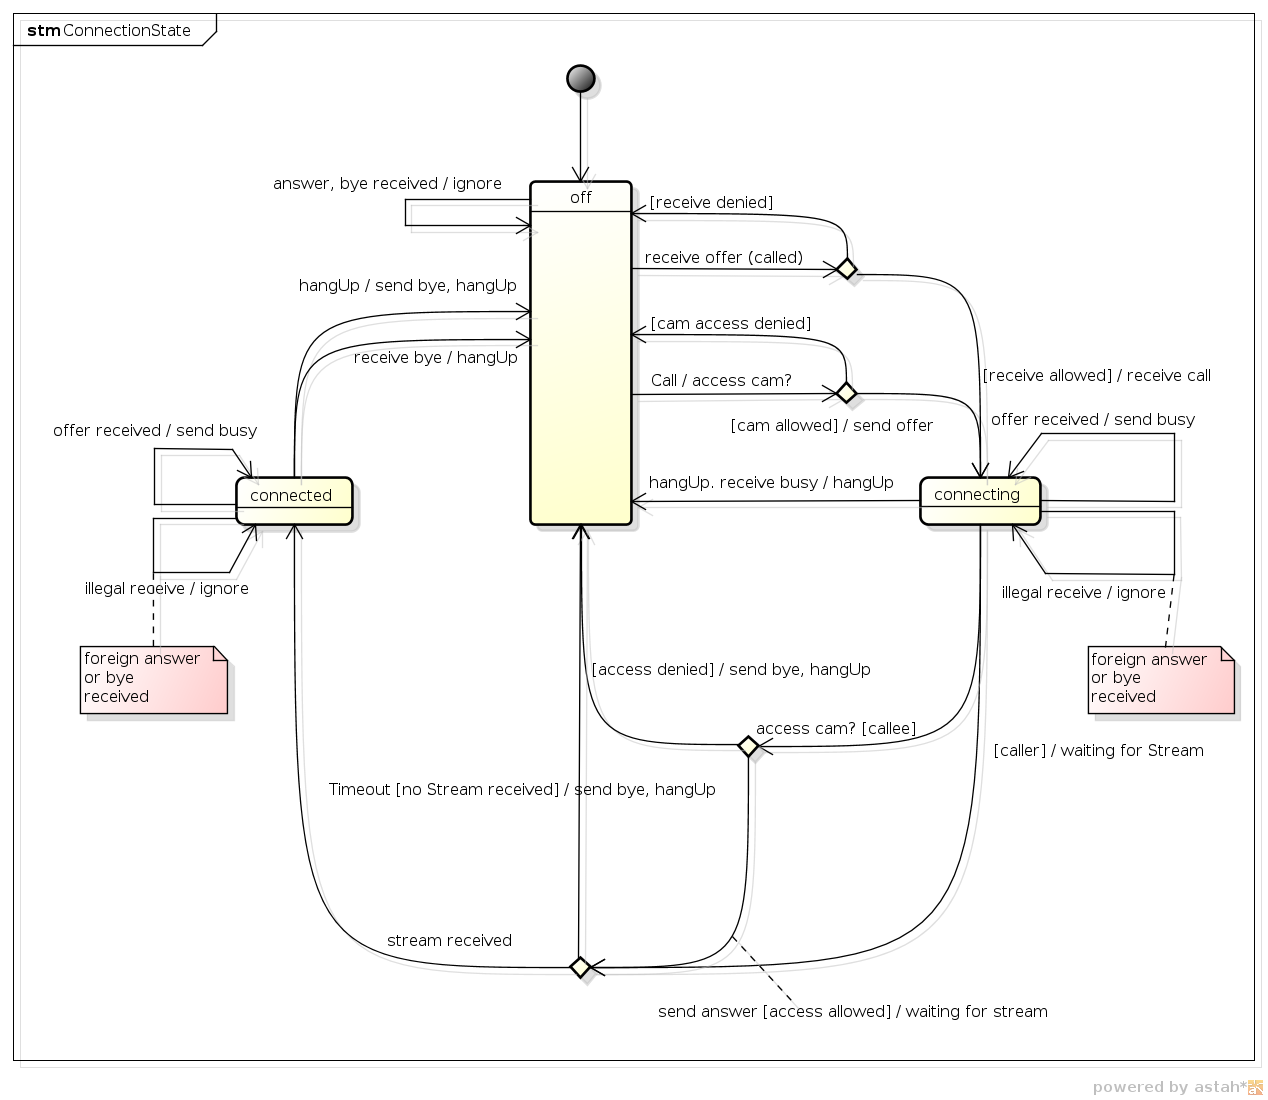 stm ConnectionState
answer, bye received / ignore
off
[receive denied]
receive offer (called)
hangUp / send bye, hangUp
[cam access denied]
receive bye / hangUp
Call / access cam?
[receive allowed] / receive call
offer received / send busy
[cam allowed] / send offer
offer received / send busy
connected
hangUp. receive busy / hangUp
connecting
illegal receive / ignore
illegal receive / ignore
foreign answer
or bye
received
foreign answer
or bye
received
[access denied] / send bye, hangUp
access cam? [callee]
[caller] / waiting for Stream
Timeout [no Stream received] / send bye, hangUp
stream received
send answer [access allowed] / waiting for stream
powered by astah*